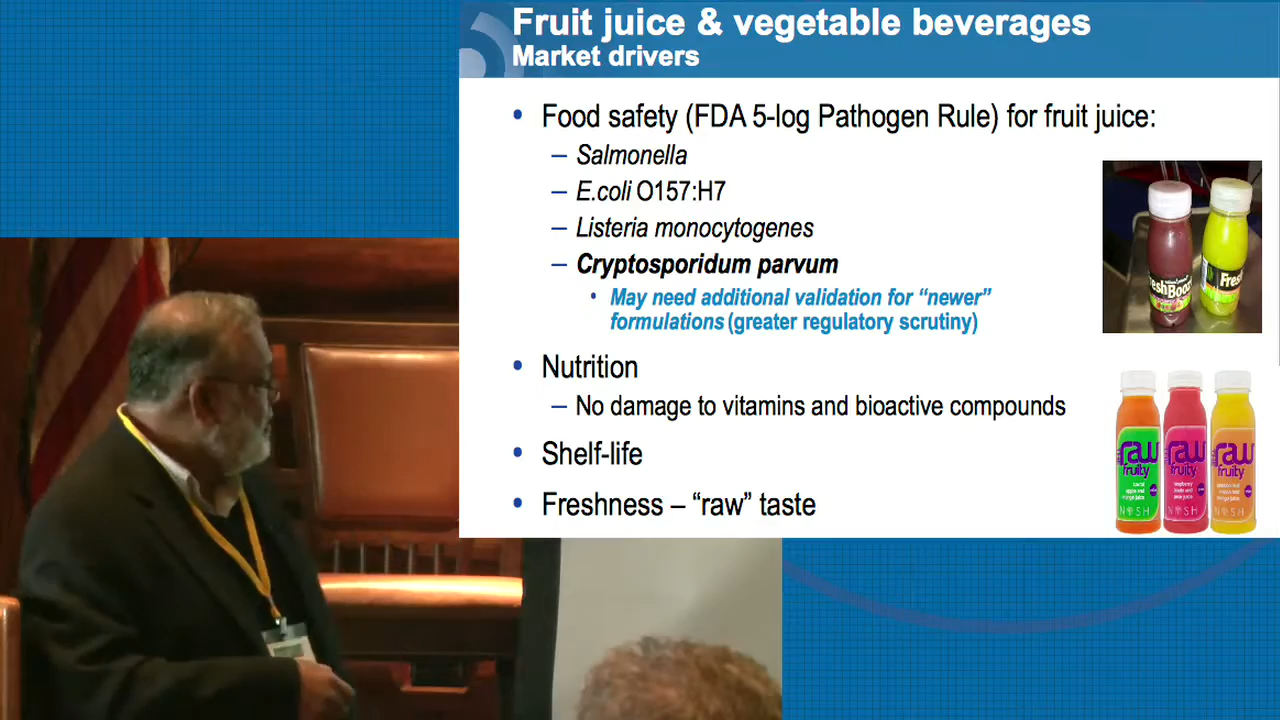 Fruit juice & vegetable beverages
Market drivers
• Food safety (FDA 5-log Pathogen Rule) for fruit juice:
– Salmonella
– E.coli O157:H7
– Listeria monocytogenes
– Cryptosporidum parvum
• May need additional validation for “newer”
formulations (greater regulatory scrutiny)
• Nutrition
– No damage to vitamins and bioactive compounds
• Shelf-life
• Freshness – “raw” taste
eshBooz
Fresh
raw
fruity
NOSH
raw
fruity
NOSH
raw
fruity
NOSH